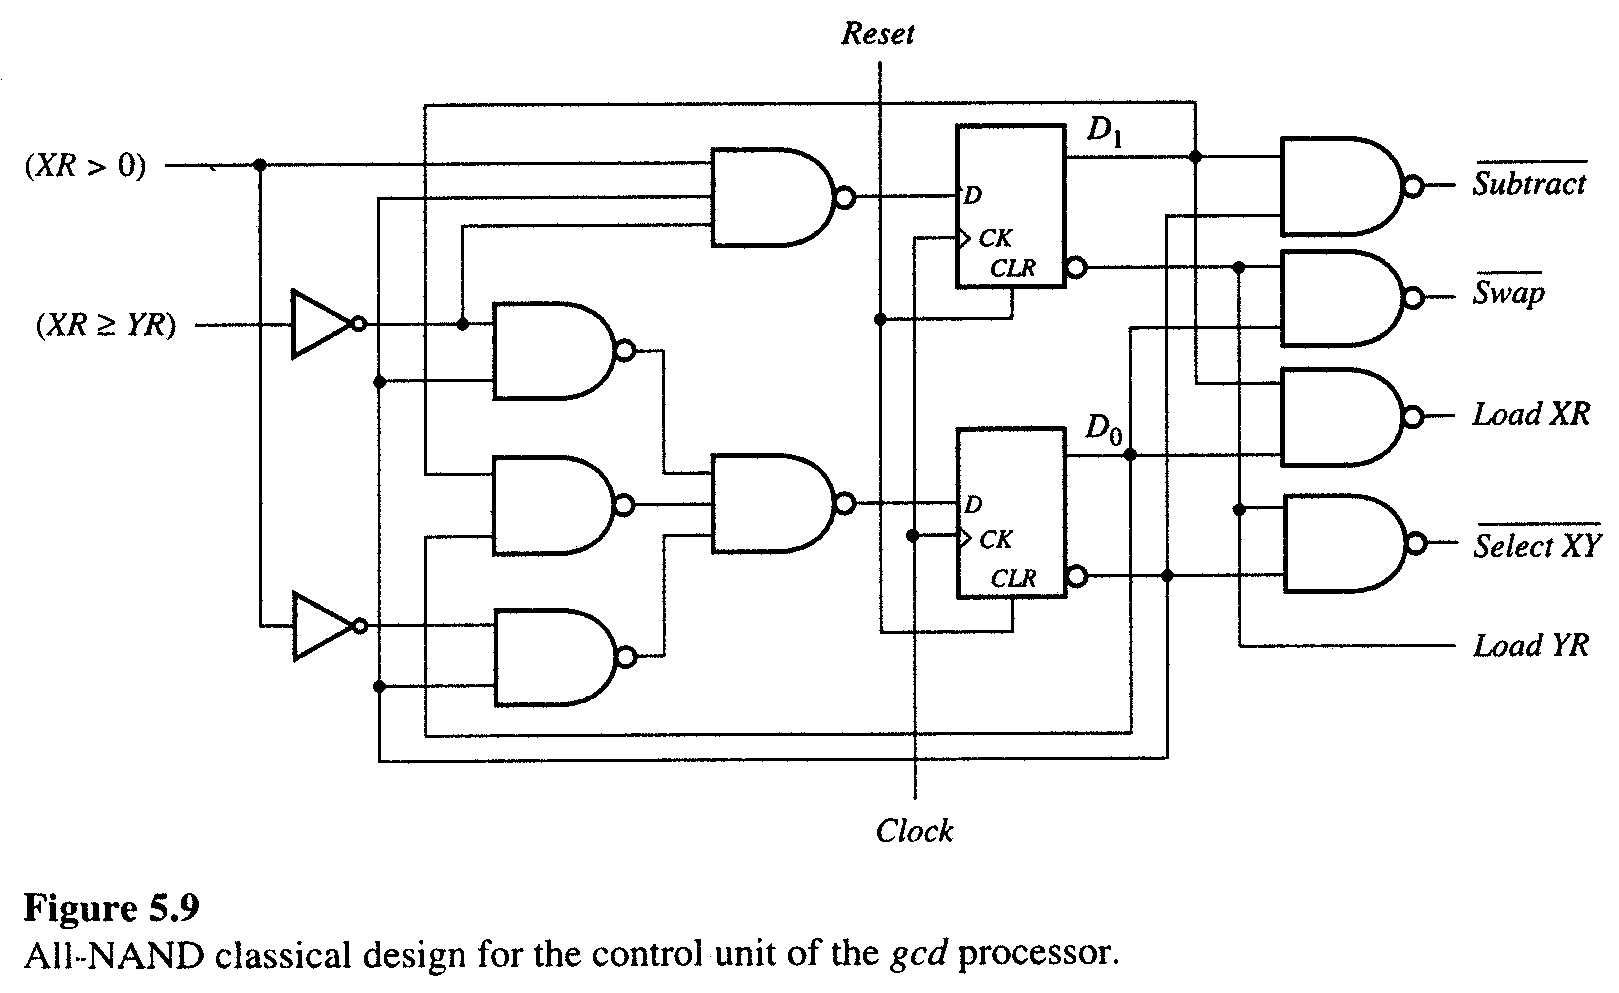 Reset
D₁
(XR > 0)
Subtract
D
CK
CLR
Swap
(XR ≥ YR)
Load XR
D₀
D
CK
CLR
Select XY
Load YR
Clock
Figure 5.9
All-NAND classical design for the control unit of the gcd processor.